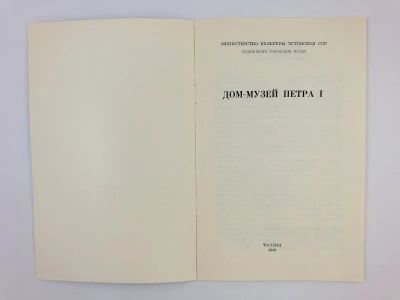 МИНИСТЕРСТВО КУЛЬТУРЫ ЭСТОНСКОЙ ССР
ТАЛЛИНСКИЙ ГОРОДСКОЙ МУЗЕЙ
ДОМ-МУЗЕЙ ПЕТРА I
ТАЛЛИН